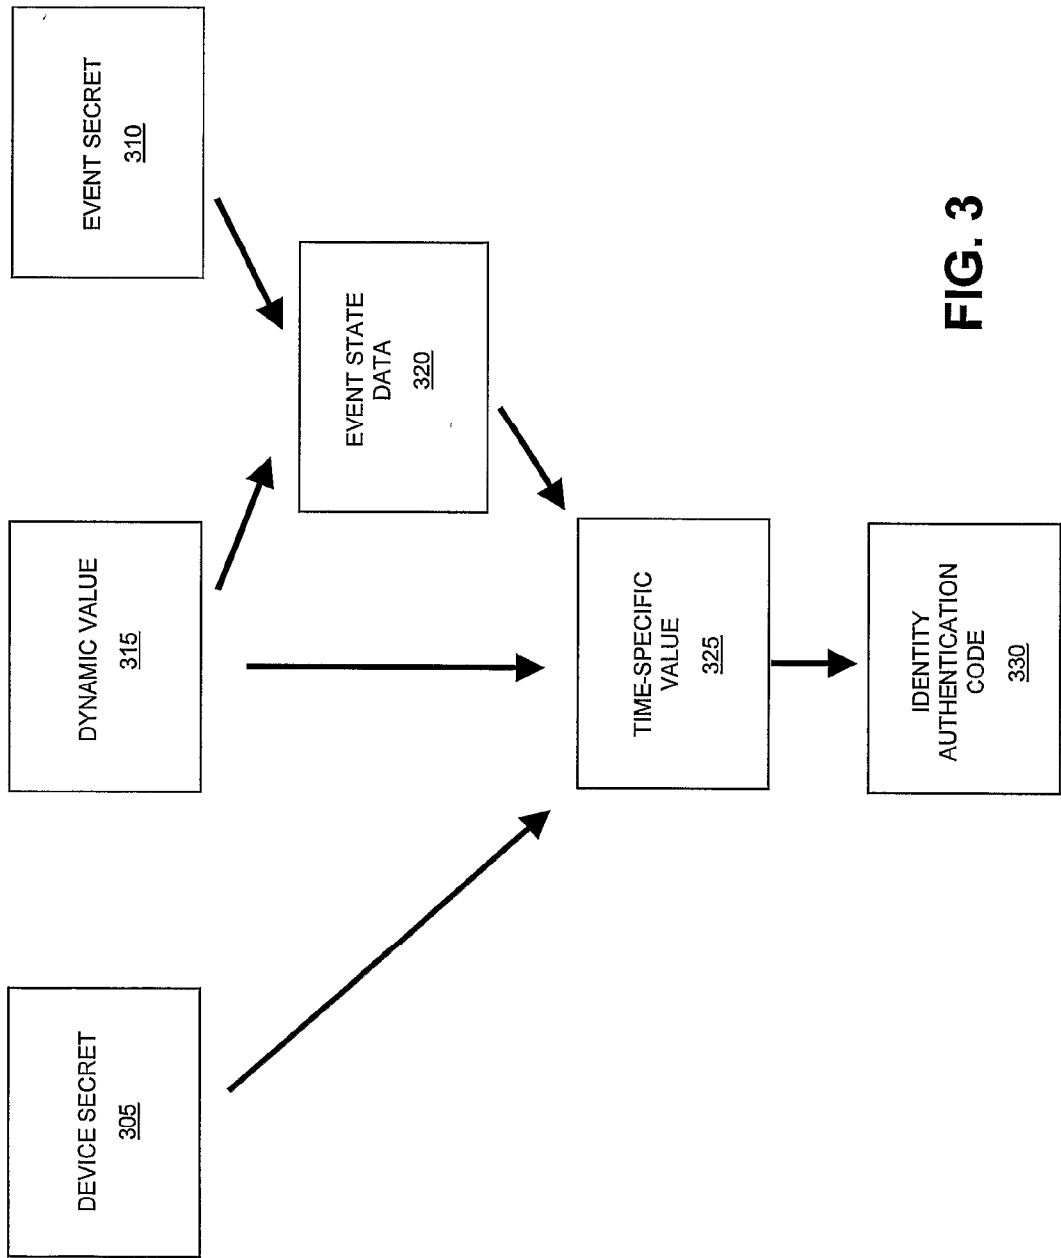 DEVICE SECRET
305
DYNAMIC VALUE
315
EVENT SECRET
310
EVENT STATE
DATA
320
TIME-SPECIFIC
VALUE
325
IDENTITY
AUTHENTICATION
CODE
330
FIG. 3